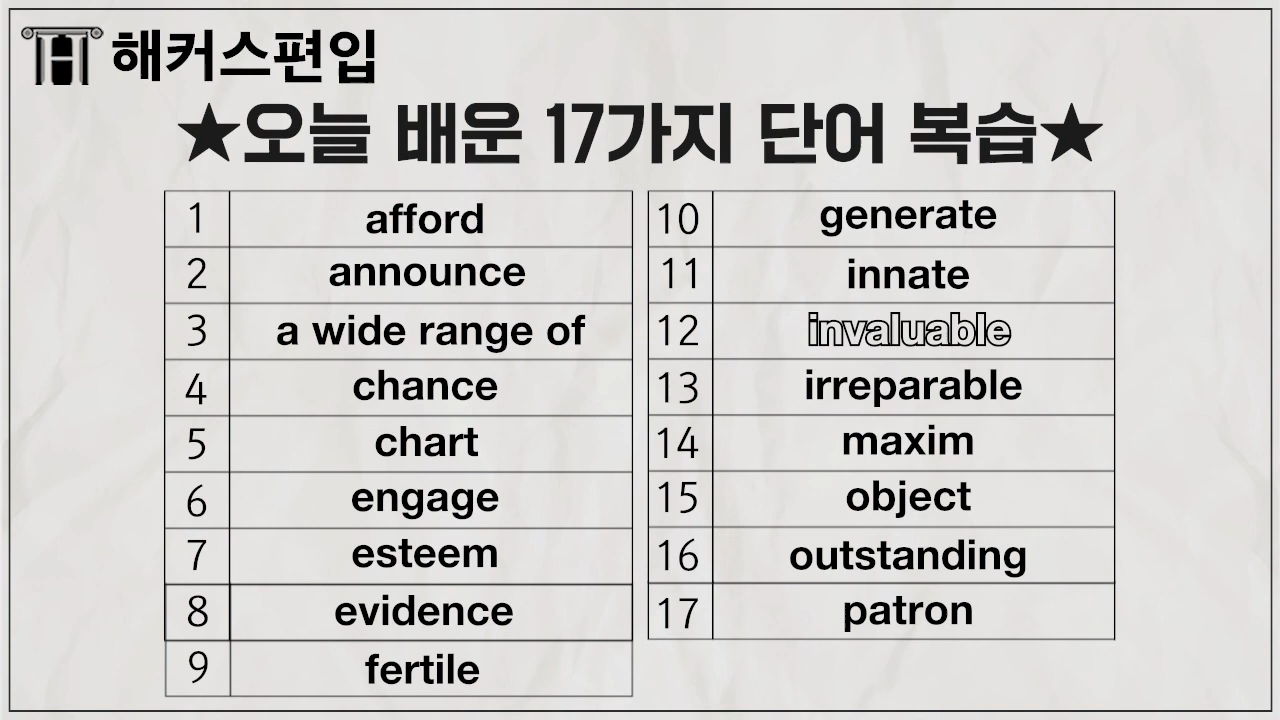 해커스편입
★오늘 배운 17가지 단어 복습★
1 afford
2 announce
3 a wide range of
4 chance
5 chart
6 engage
7 esteem
8 evidence
9 fertile
10 generate
11 innate
12 invaluable
13 irreparable
14 maxim
15 object
16 outstanding
17 patron